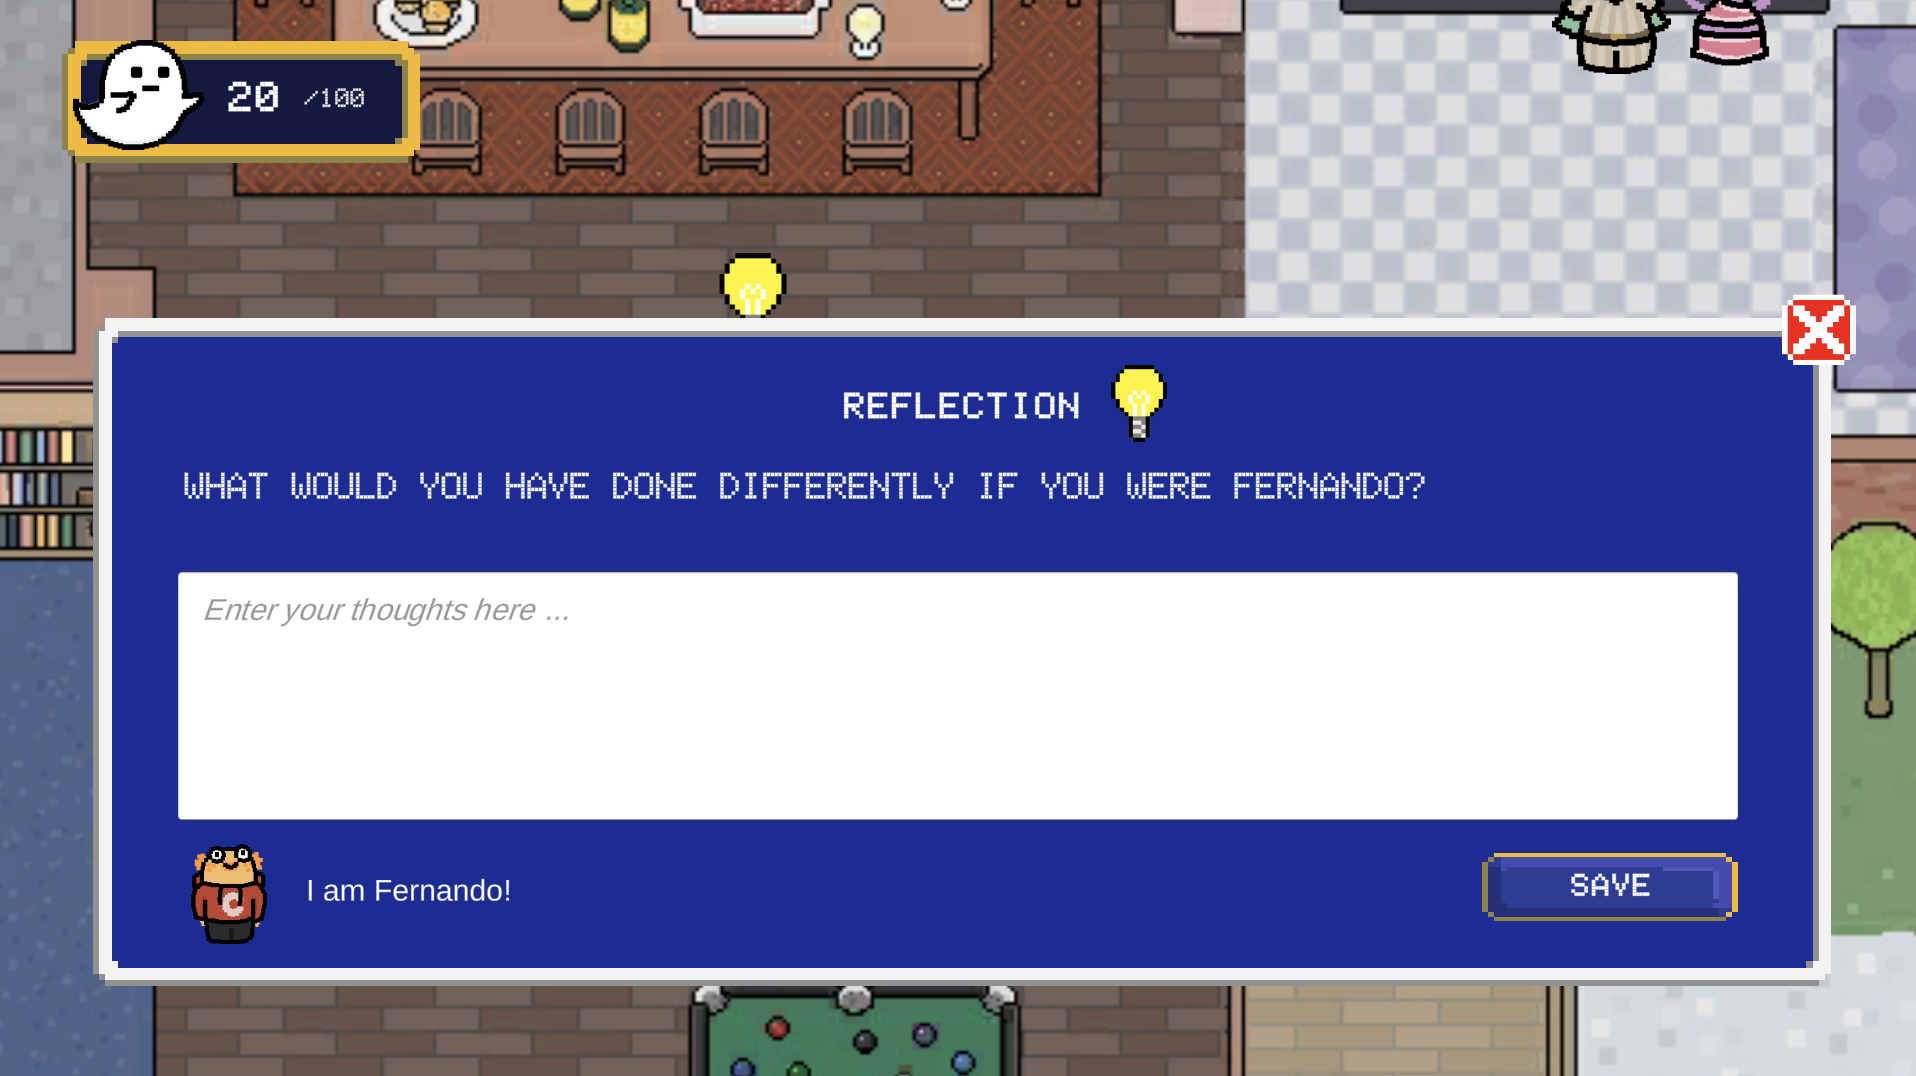 20 /100
REFLECTION
WHAT WOULD YOU HAVE DONE DIFFERENTLY IF YOU WERE FERNANDO?
Enter your thoughts here ...
C
I am Fernando!
SAVE